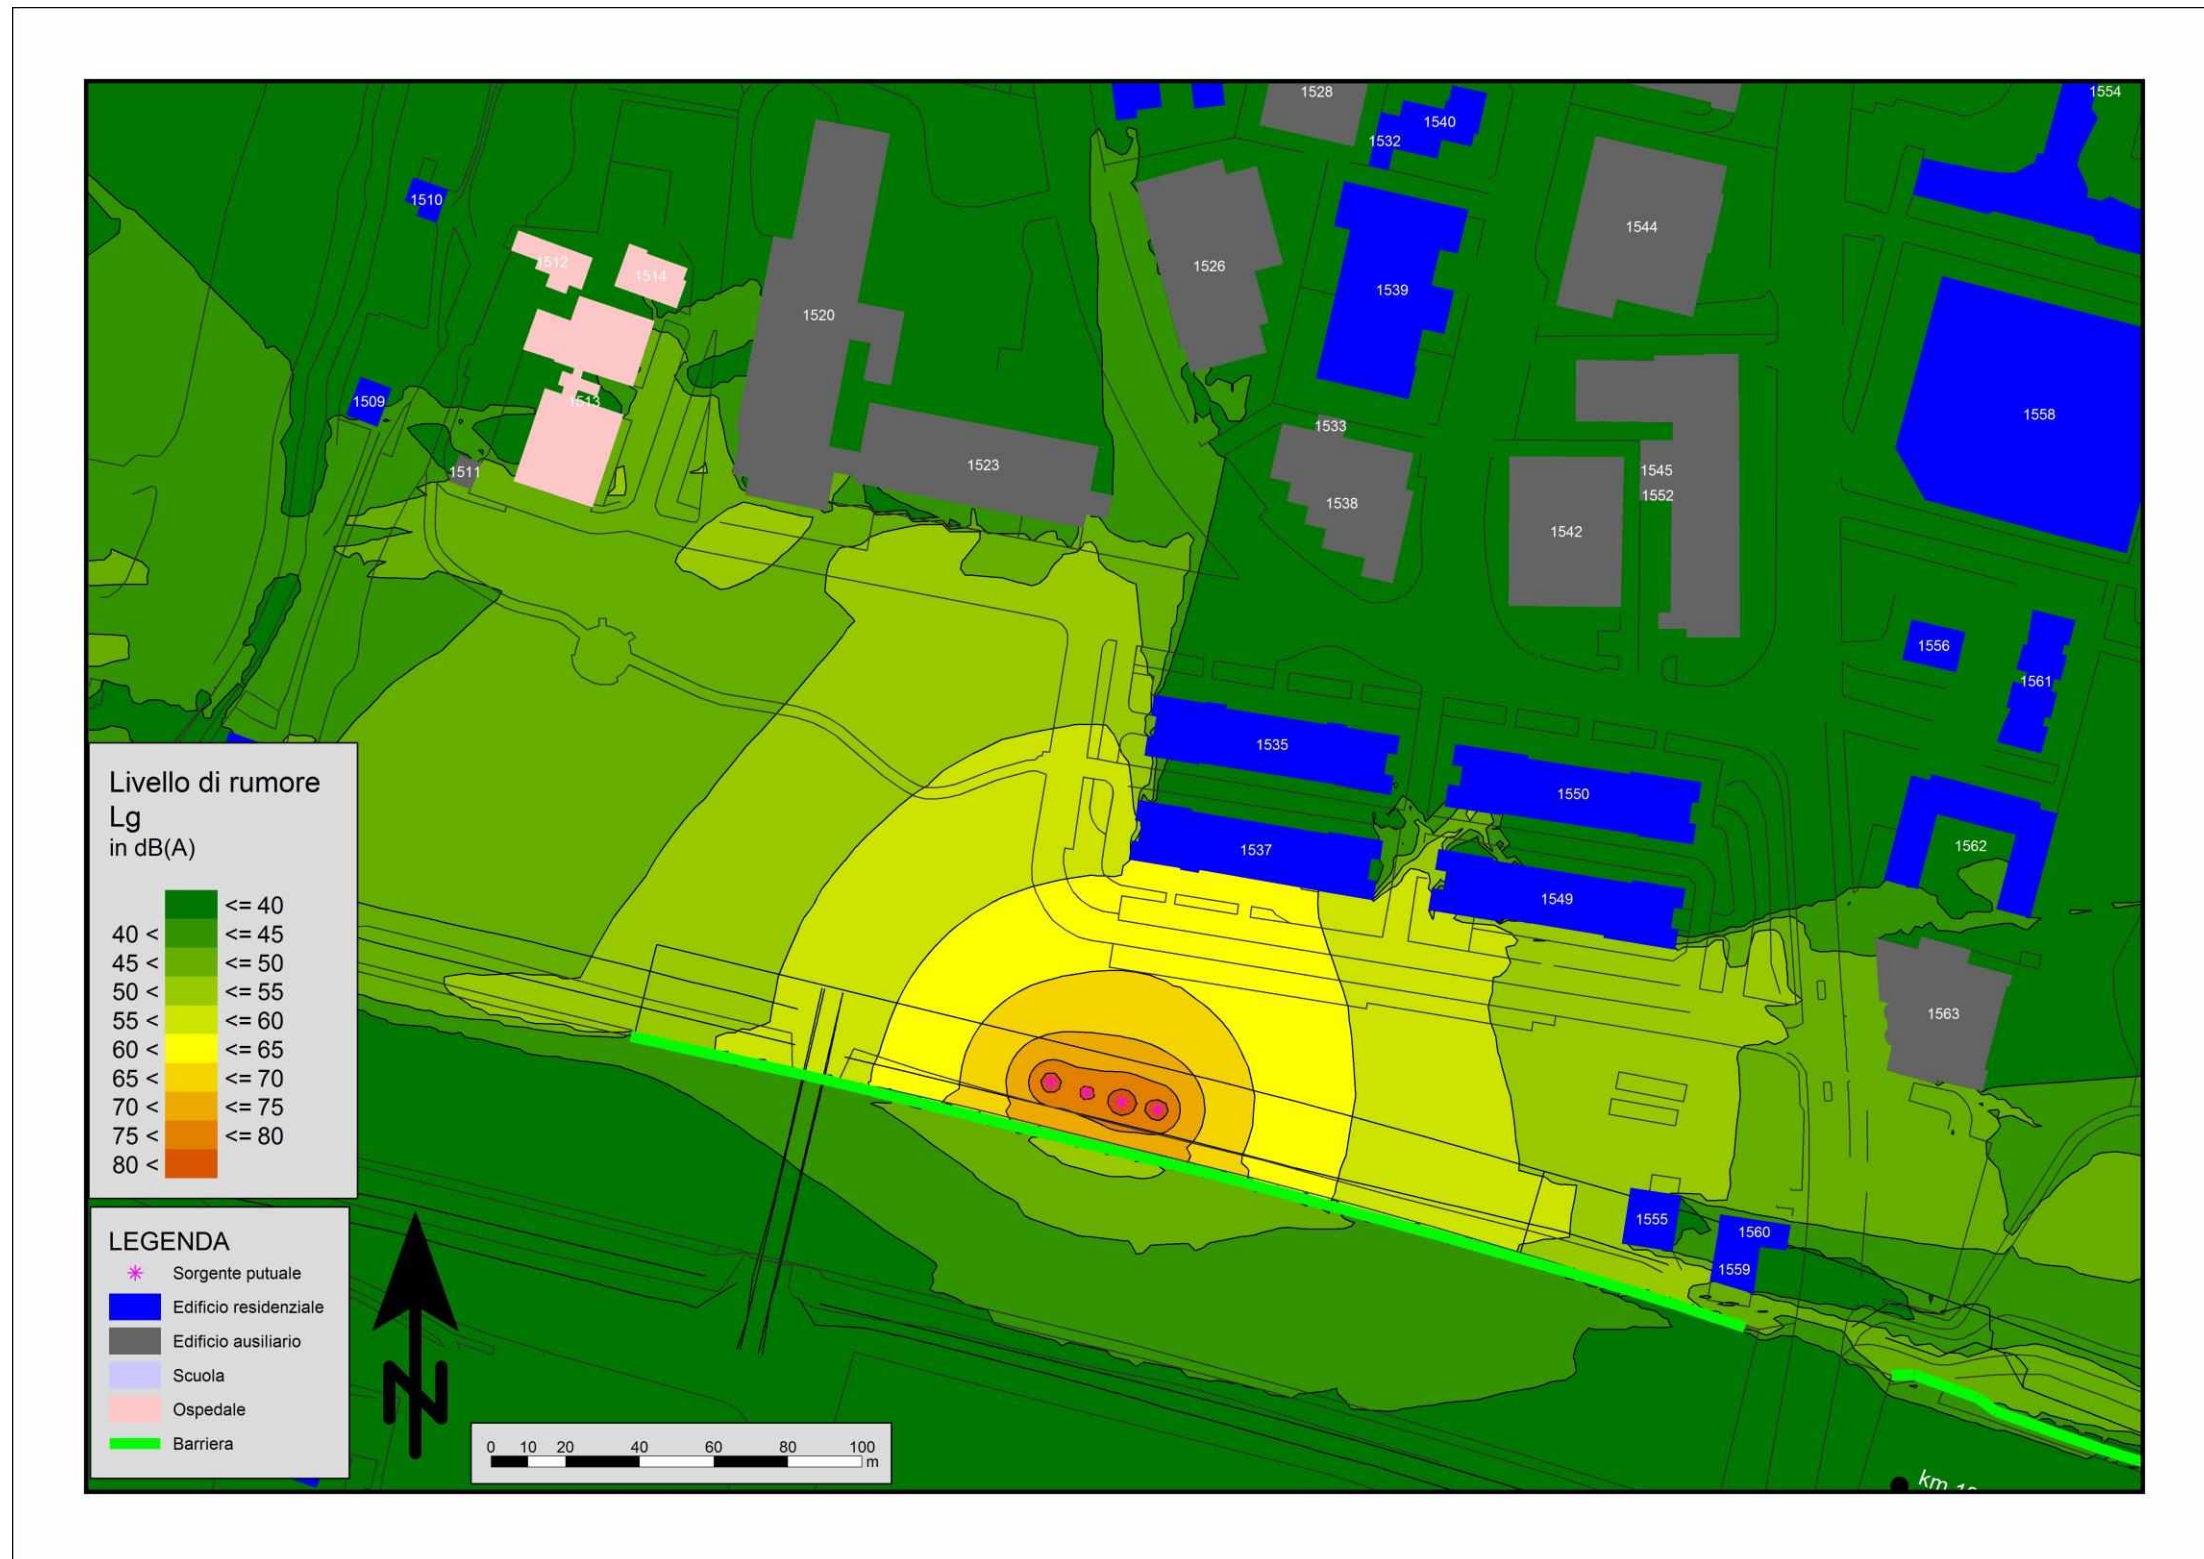 1528
1554
1540
1532
1510
1544
1512
1514
1526
1539
1520
1509
1513
1558
1533
1523
1511
1545
1552
1538
1542
1556
1561
1535
1550
1537
1562
1549
1563
1555
1560
1559
Livello di rumore
Lg
in dB(A)
<= 40
40 < <= 45
45 < <= 50
50 < <= 55
55 < <= 60
60 < <= 65
65 < <= 70
70 < <= 75
75 < <= 80
80 <
LEGENDA
Sorgente putuale
Edificio residenziale
Edificio ausiliario
Scuola
Ospedale
Barriera
N
0 10 20 40 60 80 100
m
km